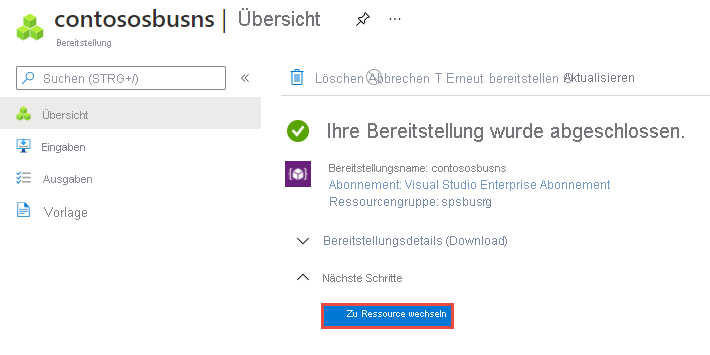 contososbusns | Übersicht
Bereitstellung
Suchen (STRG+/)
Übersicht
Eingaben
Ausgaben
Vorlage
Löschen Abbrechen T Erneut bereitstellen Aktualisieren
Ihre Bereitstellung wurde abgeschlossen.
Bereitstellungsname: contososbusns
Abonnement: Visual Studio Enterprise Abonnement
Ressourcengruppe: spsbusrg
Bereitstellungsdetails (Download)
Nächste Schritte
Zu Ressource wechseln